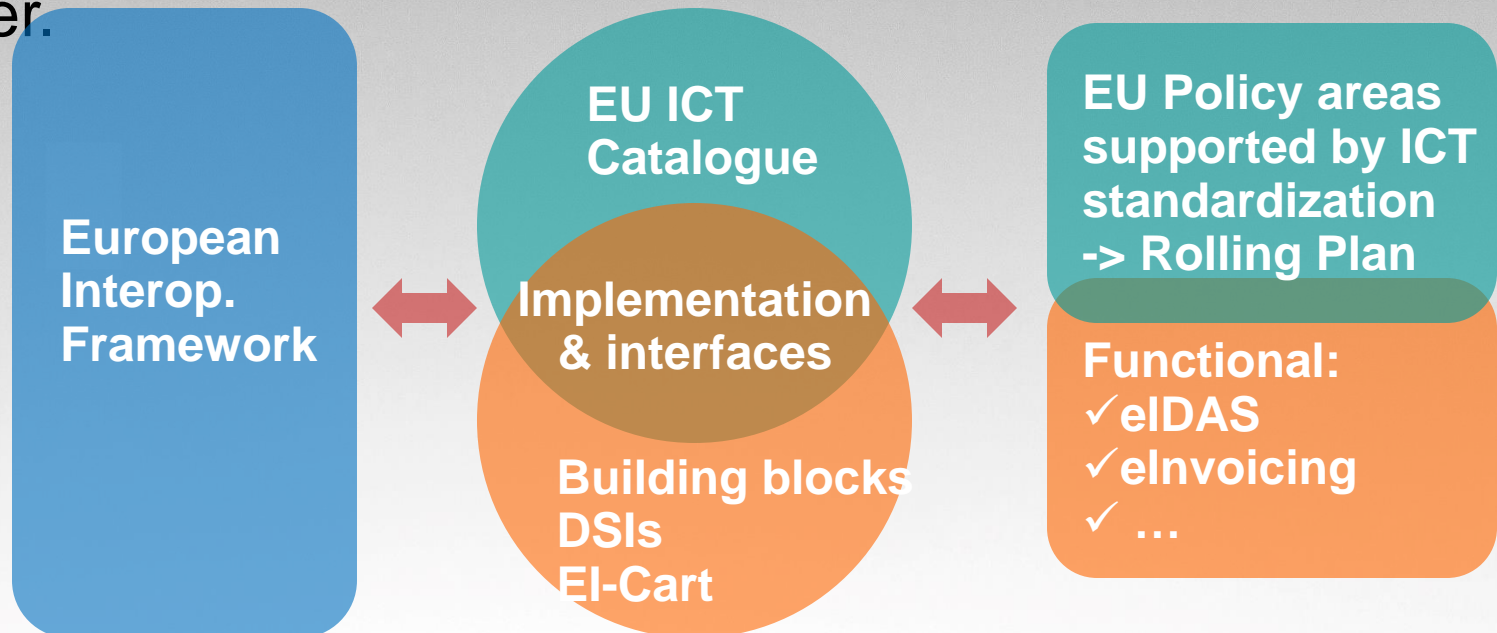 er.
European
Interop.
Framework
EU ICT
Catalogue
Implementation
& interfaces
Building blocks
DSIs
EI-Cart
EU Policy areas
supported by ICT
standardization
-> Rolling Plan
Functional:
✓eIDAS
✓eInvoicing
✓ …